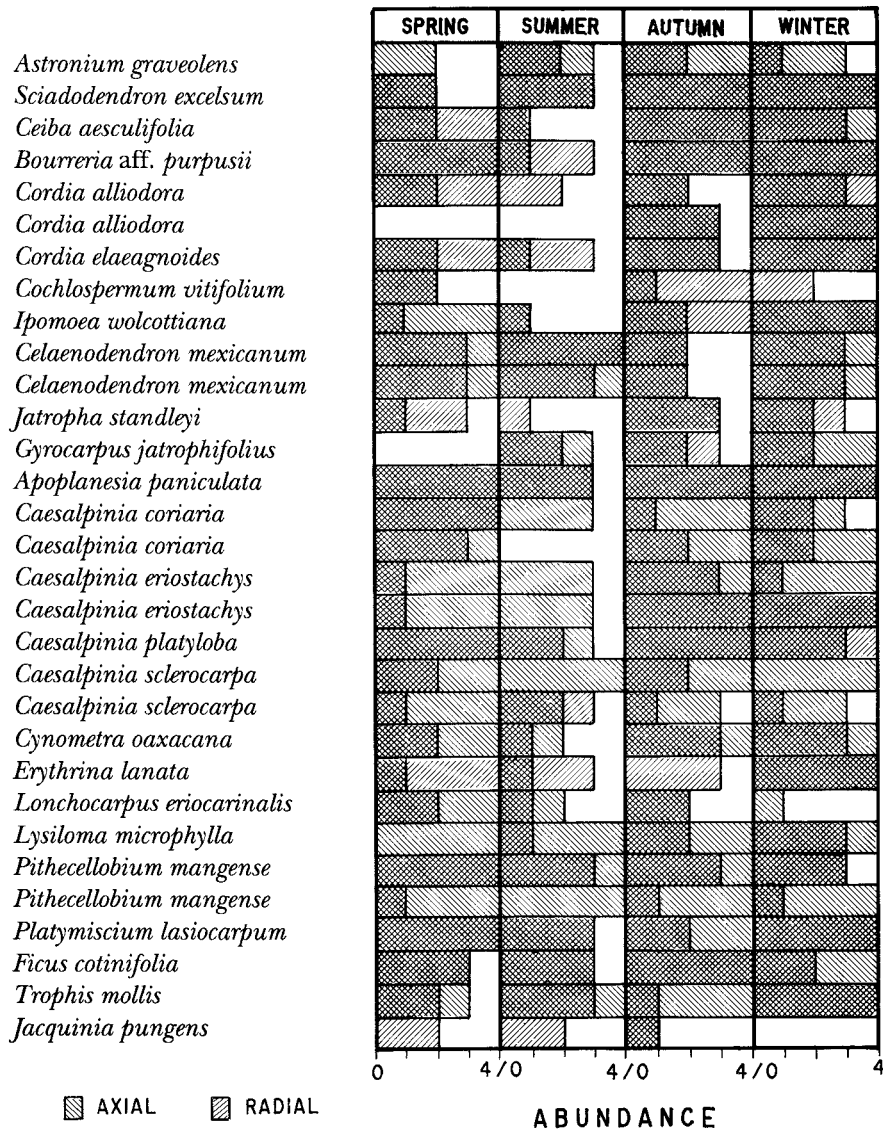 SPRING SUMMER AUTUMN WINTER
Astronium graveolens
Sciadodendron excelsum
Ceiba aesculifolia
Bourreria aff. purpusii
Cordia alliodora
Cordia alliodora
Cordia elaeagnoides
Cochlospermum vitifolium
Ipomoea wolcottiana
Celaenodendron mexicanum
Celaenodendron mexicanum
Jatropha standleyi
Gyrocarpus jatrophifolius
Apoplanesia paniculata
Caesalpinia coriaria
Caesalpinia coriaria
Caesalpinia eriostachys
Caesalpinia eriostachys
Caesalpinia platyloba
Caesalpinia sclerocarpa
Caesalpinia sclerocarpa
Cynometra oaxacana
Erythrina lanata
Lonchocarpus eriocarinalis
Lysiloma microphylla
Pithecellobium mangense
Pithecellobium mangense
Platymiscium lasiocarpum
Ficus cotinifolia
Trophis mollis
Jacquinia pungens
0 4/0 4/0 4/0 4
AXIAL RADIAL
ABUNDANCE